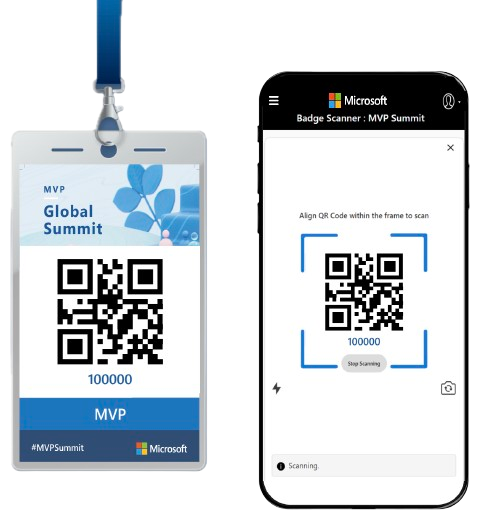 MVP
Global
Summit
100000
MVP
#MVPSummit
Microsoft
Microsoft
Badge Scanner : MVP Summit
Align QR Code within the frame to scan
100000
Stop Scanning
Scanning.